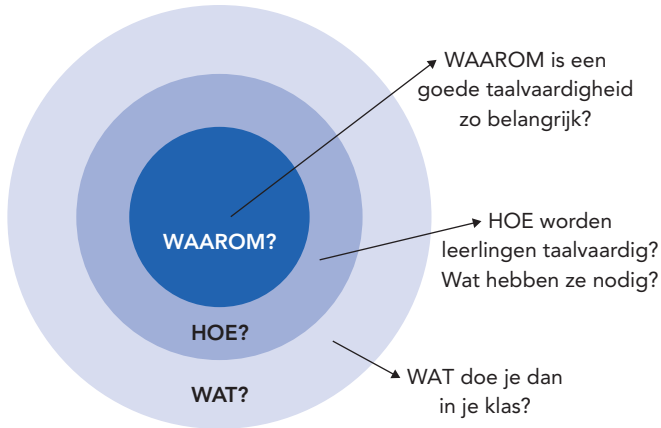 WAAROM is een
goede taalvaardigheid
zo belangrijk?
WAAROM?
HOE worden
leerlingen taalvaardig?
Wat hebben ze nodig?
HOE?
WAT doe je dan
in je klas?
WAT?